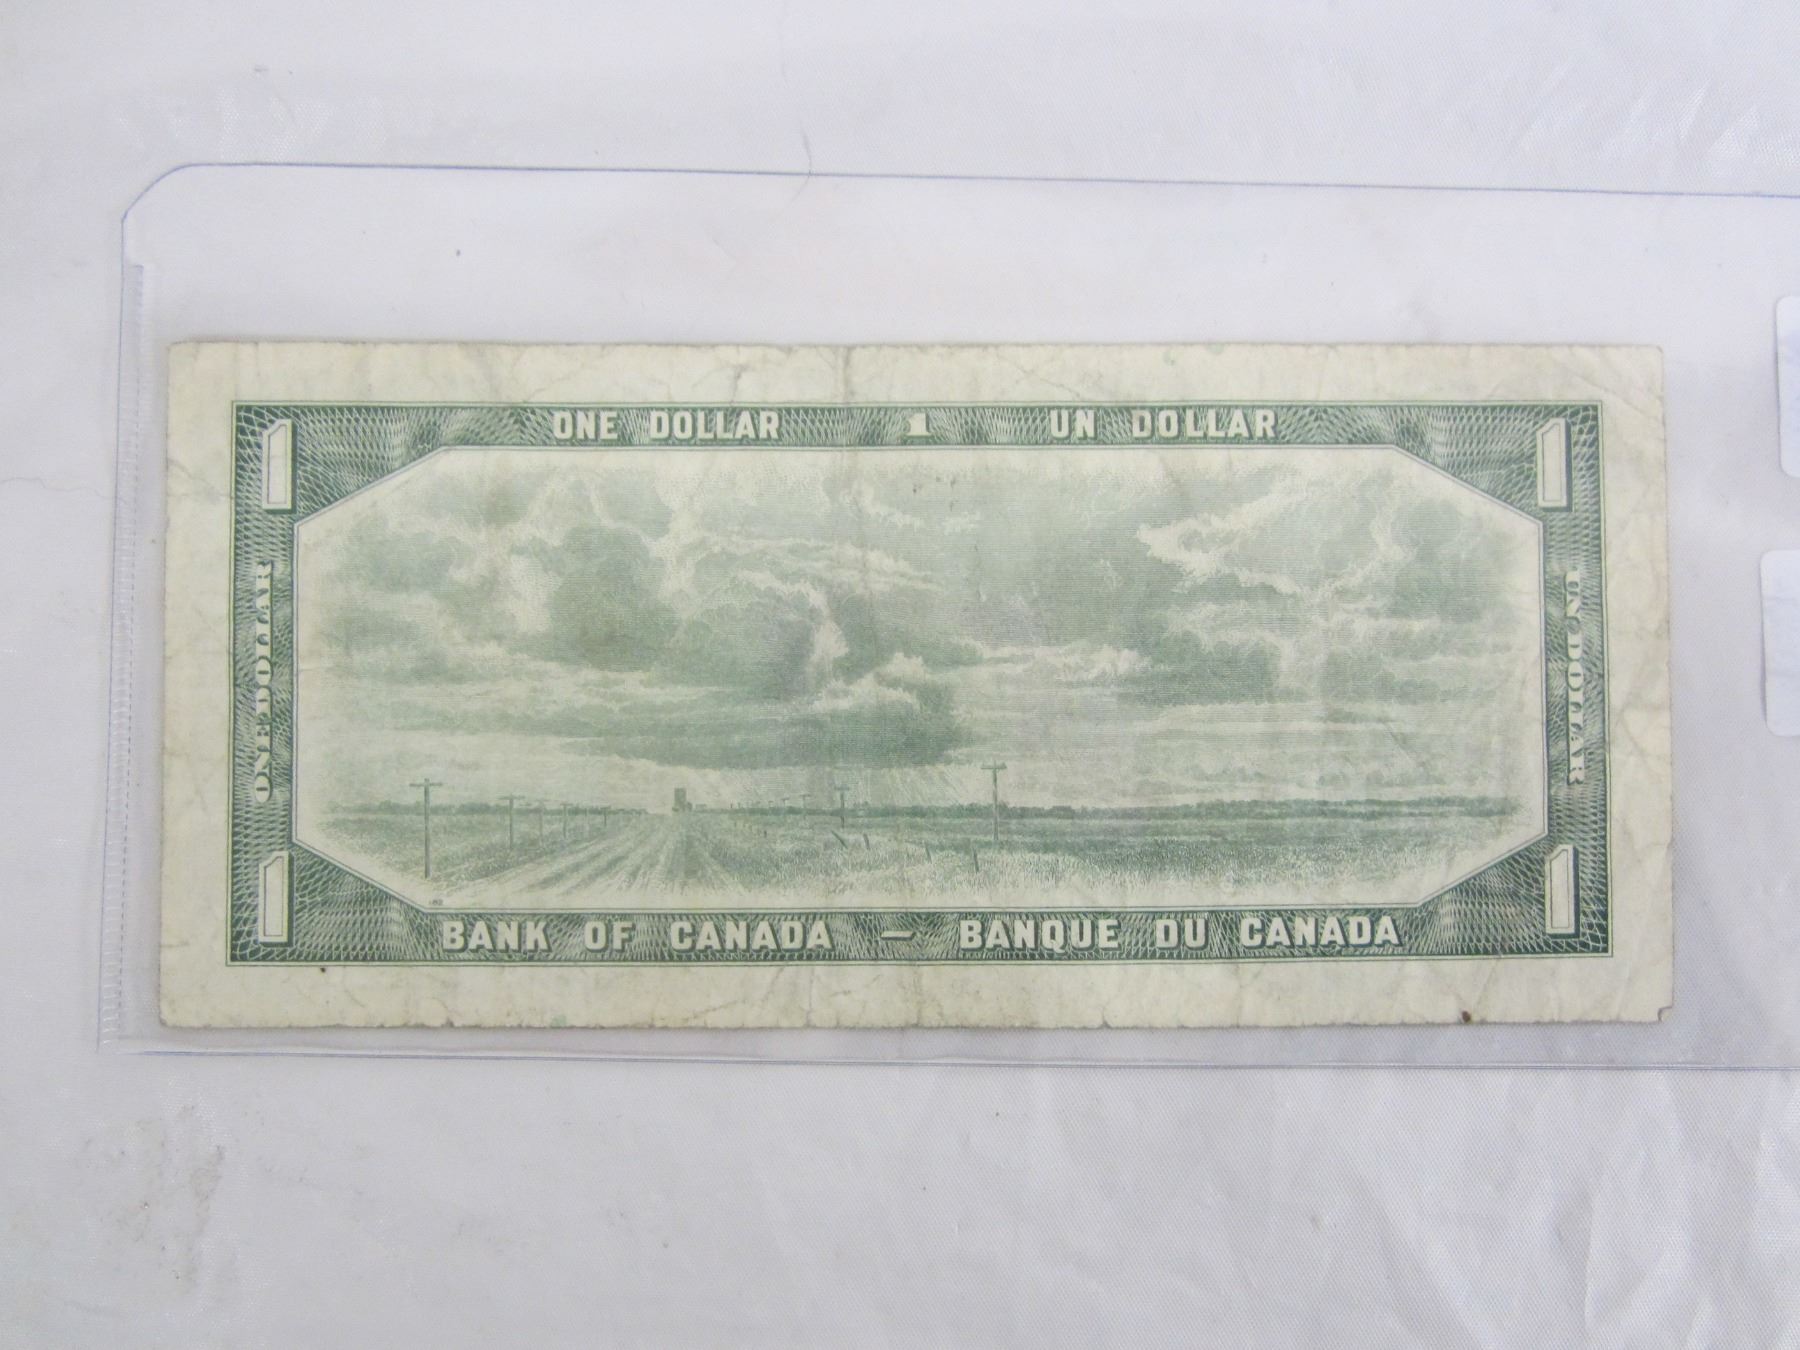 ONE DOLLAR 1 UN DOLLAR
1 1
ONE DOLLAR
UN DOLLAR
1 1
BANK OF CANADA – BANQUE DU CANADA